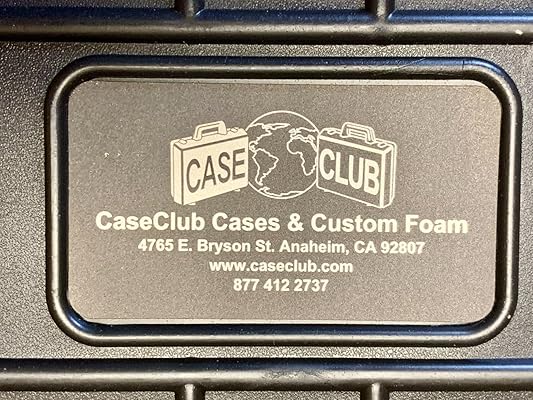 CASE CLUB
CaseClub Cases & Custom Foam
4765 E. Bryson St. Anaheim, CA 92807
www.caseclub.com
877 412 2737